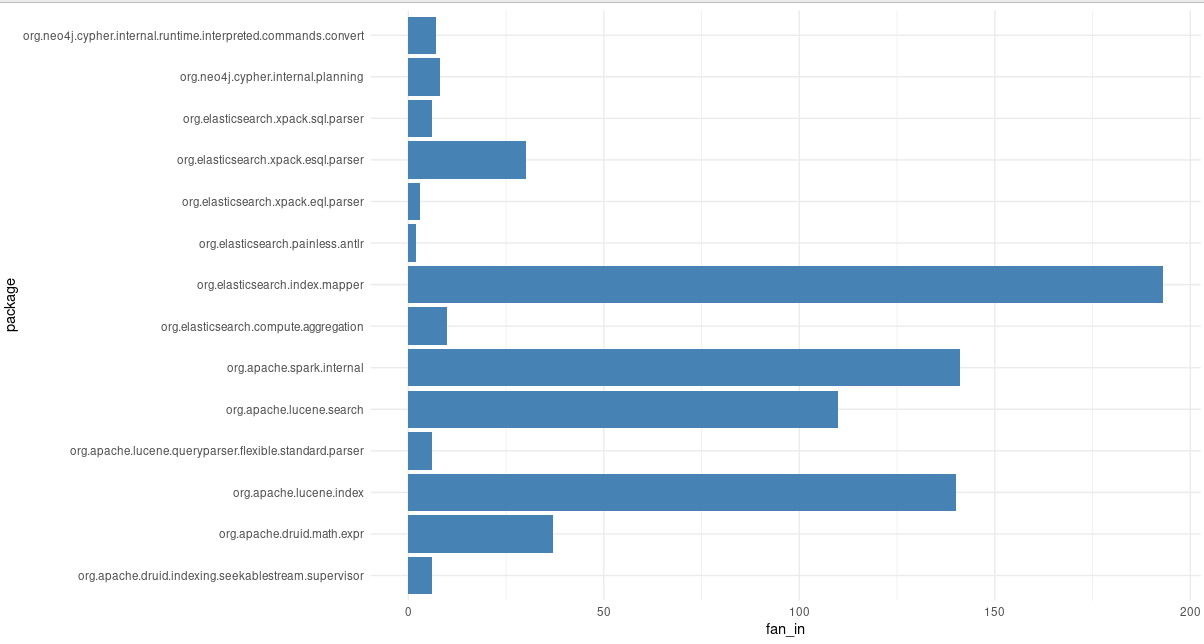 org.neo4j.cypher.internal.runtime.interpreted.commands.convert
org.neo4j.cypher.internal.planning
org.elasticsearch.xpack.sql.parser
org.elasticsearch.xpack.esql.parser
org.elasticsearch.xpack.eql.parser
org.elasticsearch.painless.antlr
org.elasticsearch.index.mapper
org.elasticsearch.compute.aggregation
org.apache.spark.internal
org.apache.lucene.search
org.apache.lucene.queryparser.flexible.standard.parser
org.apache.lucene.index
org.apache.druid.math.expr
org.apache.druid.indexing.seekablestream.supervisor
package
0 50 100 150 200
fan_in